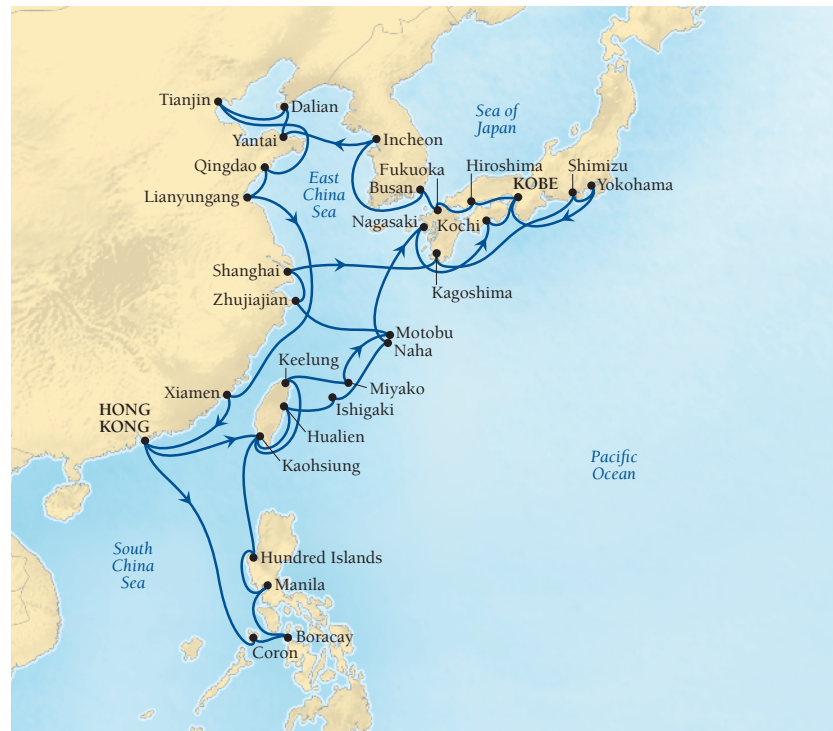 Tianjin
Dalian
Sea of
Japan
Yantai
Incheon
Qingdao
East
China
Sea
Fukuoka
Hiroshima
Shimizu
Busan
KOBE
Yokohama
Lianyungang
Nagasaki
Kochi
Shanghai
Kagoshima
Zhujiajian
Motobu
Naha
Keelung
Xiamen
Miyako
HONG
KONG
Ishigaki
Hualien
Kaohsiung
Pacific
Ocean
South
China
Sea
Hundred Islands
Manila
Boracay
Coron